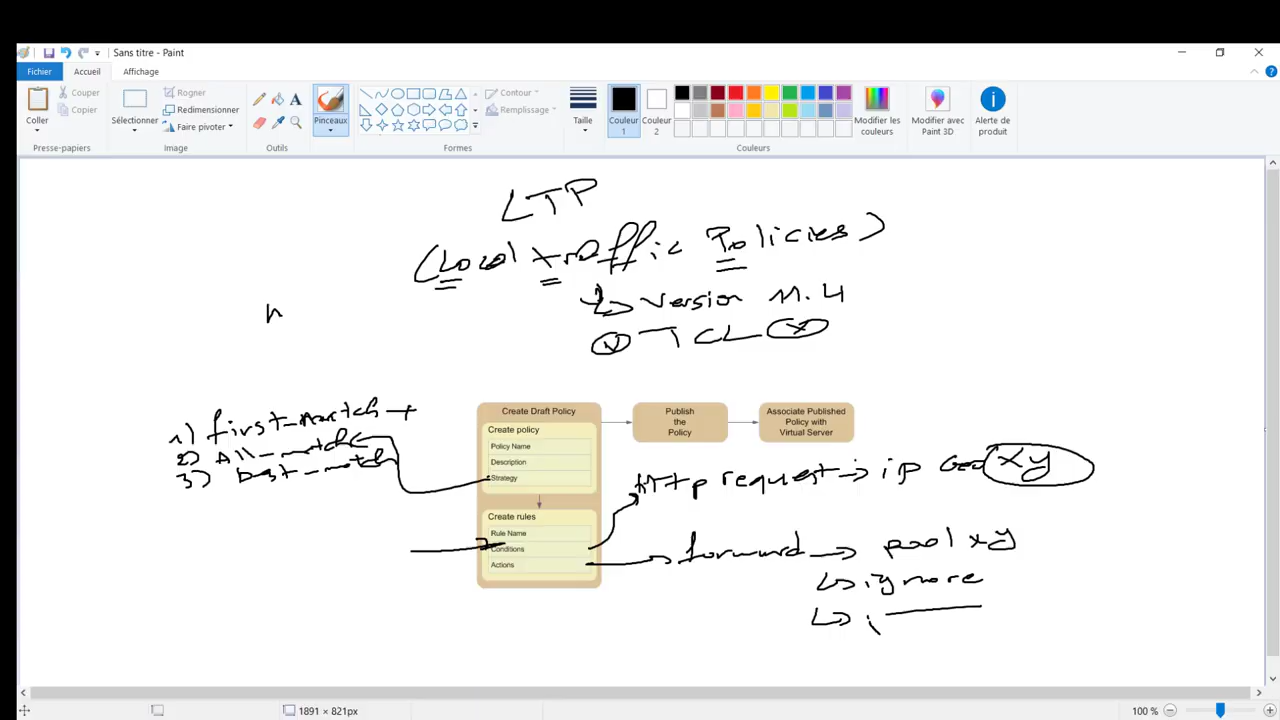 Sans titre - Paint
Fichier Accueil Affichage
Coller
Couper
Copier
Presse-papiers
Sélectionner
Rogner
Redimensionner
Faire pivoter
Image
Outils
Pinceaux
Contour
Remplissage
Formes
Taille
Couleur 1
Couleur 2
Couleurs
Modifier les couleurs
Modifier avec Paint 3D
Alerte de produit
LTP
(Local traffic Policies)
Version 11.4
TCL X
1) first-match
2) All-match
3) best-match
Create Draft Policy
Create policy
Policy Name
Description
Strategy
Create rules
Rule Name
Conditions
Actions
Publish the Policy
Associate Published Policy with Virtual Server
Http request → ip Geo xy
forward → pool xy
ignore
1891 × 821px
100 %